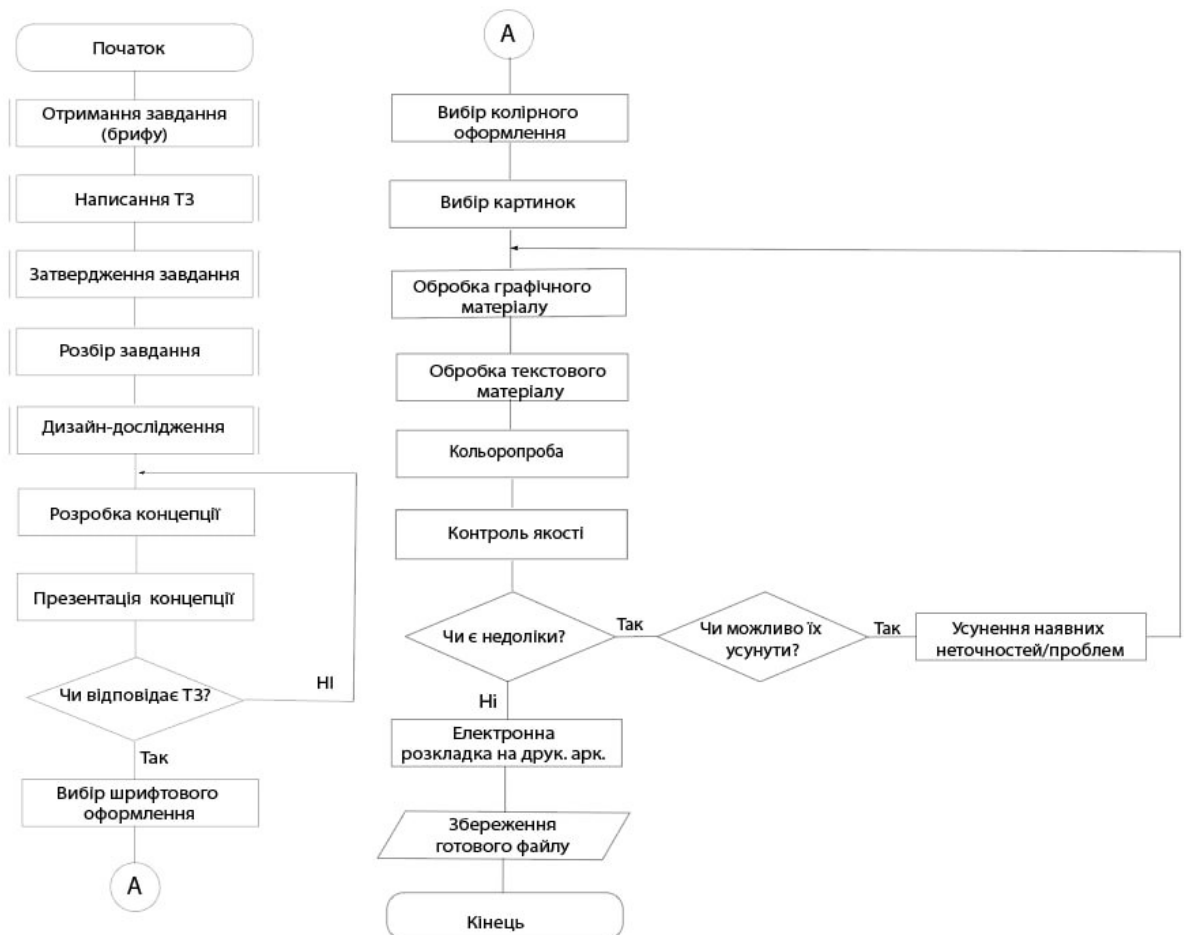 Початок
Отримання завдання
(брифу)
Написання ТЗ
Затвердження завдання
Розбір завдання
Дизайн-дослідження
Розробка концепції
Презентація концепції
Чи відповідає ТЗ?
НІ
Так
Вибір шрифтового
оформлення
А
А
Вибір колірного
оформлення
Вибір картинок
Обробка графічного
матеріалу
Обробка текстового
матеріалу
Кольоропроба
Контроль якості
Чи є недоліки?
Так
Чи можливо їх
усунути?
Так
Усунення наявних
неточностей/проблем
Ні
Електронна
розкладка на друк. арк.
Збереження
готового файлу
Кінець